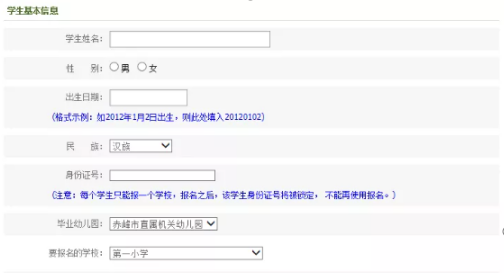 学生基本信息
学生姓名:
性 别: 男 女
出生日期:
(格式示例: 如2012年1月2日出生, 则此处填入20120102)
民 族: 汉族
身份证号:
(注意: 每个学生只能报一个学校, 报名之后, 该学生身份证号将被锁定, 不能再使用报名。)
毕业幼儿园: 赤峰市直属机关幼儿园
要报名的学校: 第一小学